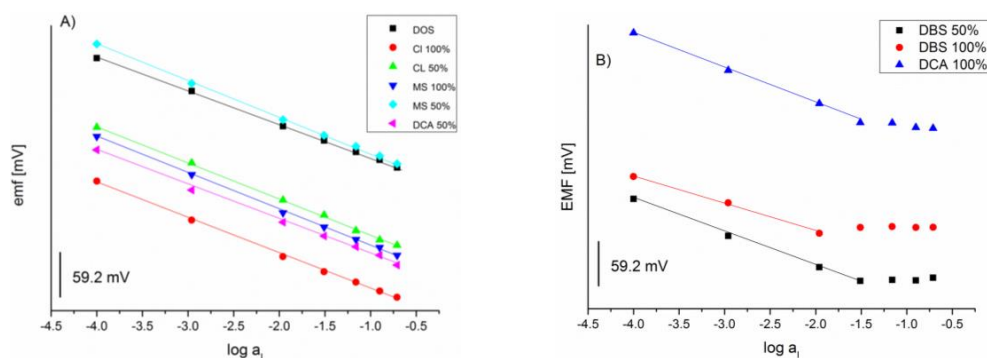 A)
DOS
CI 100%
CL 50%
MS 100%
MS 50%
DCA 50%
emf [mV]
59.2 mV
-4.5 -4.0 -3.5 -3.0 -2.5 -2.0 -1.5 -1.0 -0.5
log a
B)
DBS 50%
DBS 100%
DCA 100%
EMF [mV]
59.2 mV
-4.5 -4.0 -3.5 -3.0 -2.5 -2.0 -1.5 -1.0 -0.5
log a